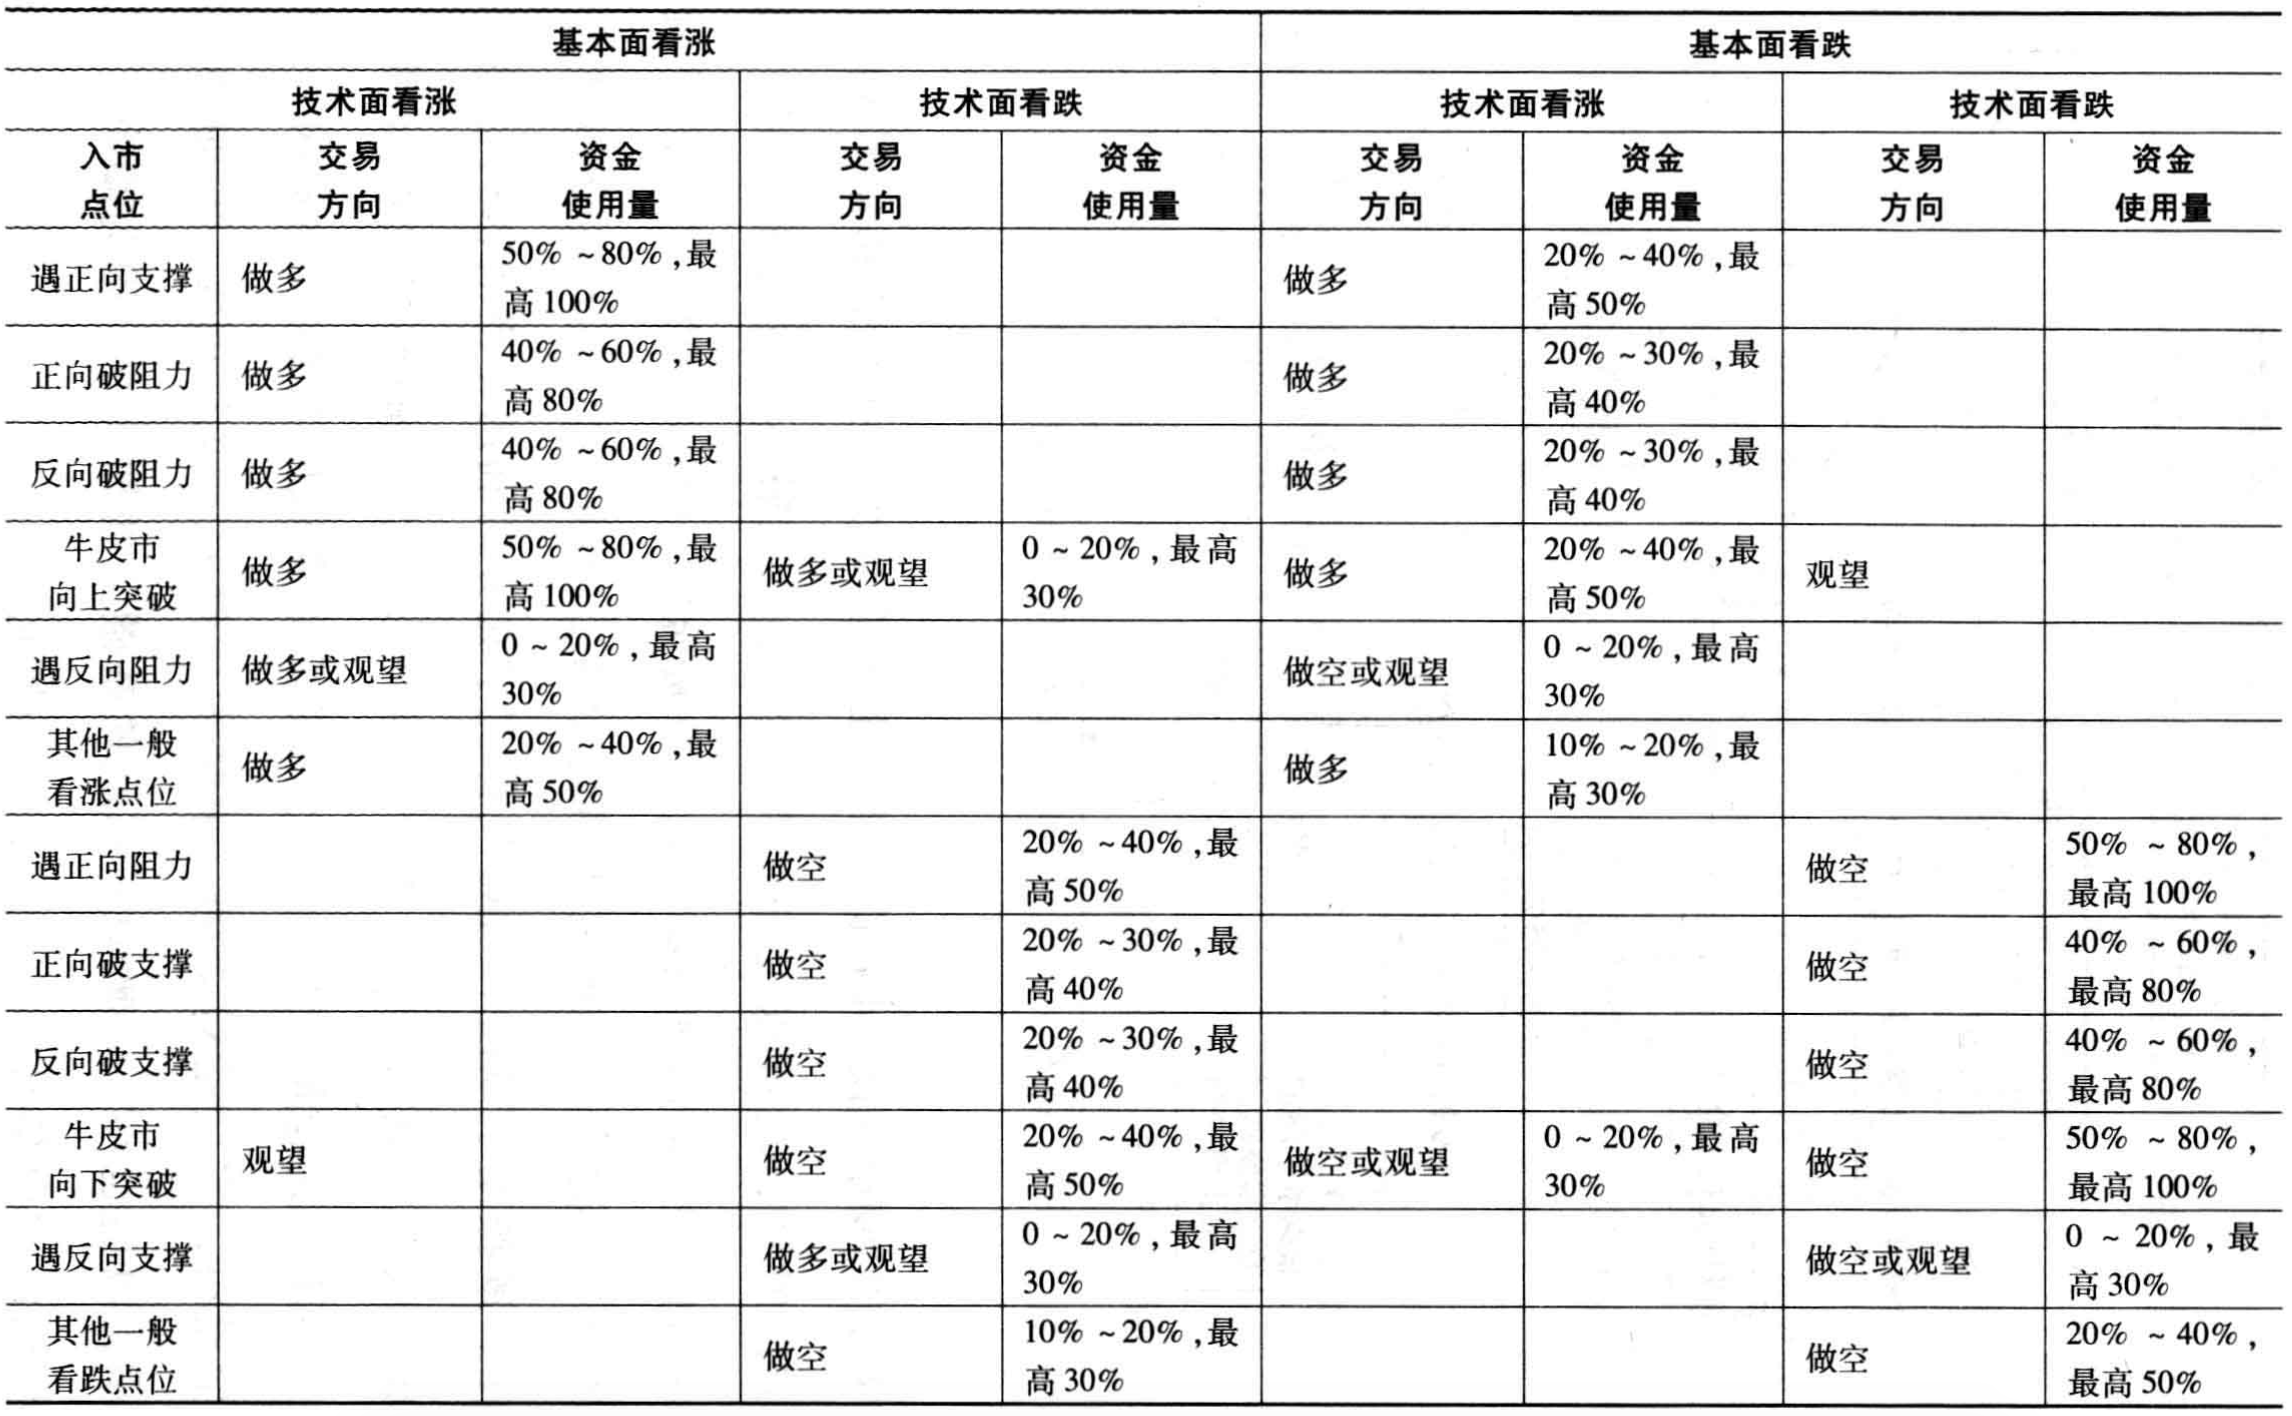 基本面看涨 基本面看跌
技术面看涨 技术面看跌 技术面看涨 技术面看跌
入市 交易 资金 交易 资金 交易 资金 交易 资金
点位 方向 使用量 方向 使用量 方向 使用量 方向 使用量
遇正向支撑 做多 50% ~80%,最高100% 做多 20% ~40%,最高50%
正向破阻力 做多 40% ~60%,最高80% 做多 20% ~30%,最高40%
反向破阻力 做多 40% ~60%,最高80% 做多 20% ~30%,最高40%
牛皮市向上突破 做多 50% ~80%,最高100% 做多或观望 0 ~ 20%,最高30% 做多 20% ~40%,最高50% 观望
遇反向阻力 做多或观望 0 ~ 20%,最高30% 做空或观望 0 ~ 20%,最高30%
其他一般看涨点位 做多 20% ~40%,最高50% 做多 10% ~20%,最高30%
遇正向阻力 做空 20% ~40%,最高50% 做空 50% ~ 80%,最高100%
正向破支撑 做空 20% ~30%,最高40% 做空 40% ~ 60%,最高80%
反向破支撑 做空 20% ~30%,最高40% 做空 40% ~ 60%,最高80%
牛皮市向下突破 观望 做空 20% ~40%,最高50% 做空或观望 0 ~ 20%,最高30% 做空 50% ~ 80%,最高100%
遇反向支撑 做多或观望 0 ~ 20%,最高30% 做空或观望 0 ~ 20%,最高30%
其他一般看跌点位 做空 10% ~20%,最高30% 做空 20% ~ 40%,最高50%